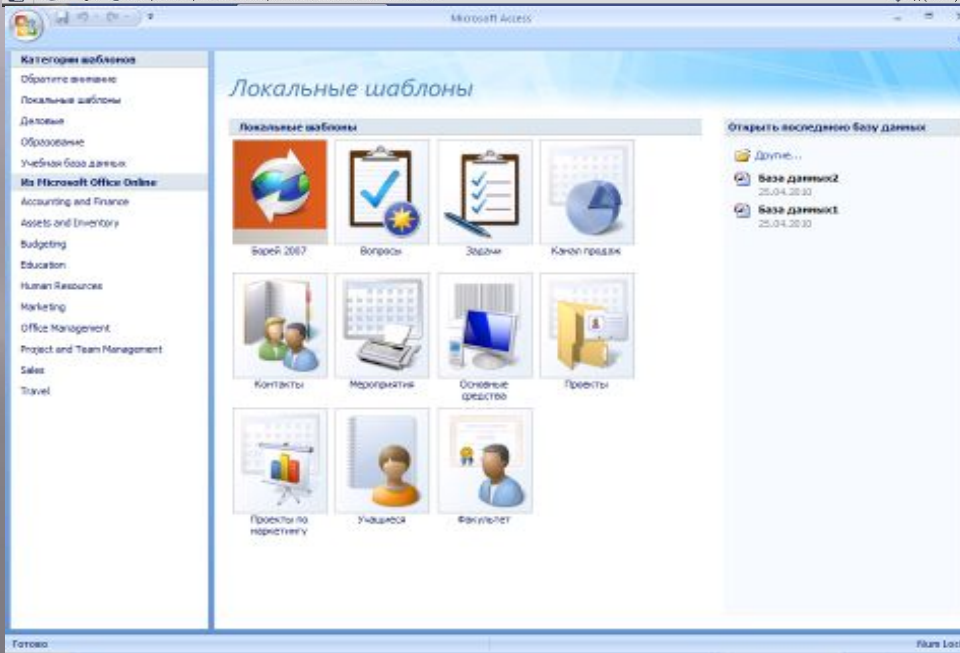 Microsoft Access
Категории шаблонов
Обратите внимание
Локальные шаблоны
Деловые
Образование
Учебная база данных
Из Microsoft Office Online
Accounting and Finance
Assets and Inventory
Budgeting
Education
Human Resources
Marketing
Office Management
Project and Team Management
Sales
Travel
Локальные шаблоны
Локальные шаблоны
Борей 2007
Вопросы
Задачи
Канал продаж
Контакты
Мероприятия
Основные
средства
Проекты
Проекты по
маркетингу
Учащиеся
Факультет
Открыть последнюю базу данных
Другие...
База данных2
25.04.2010
База данных1
25.04.2010
Готово
Num Loc